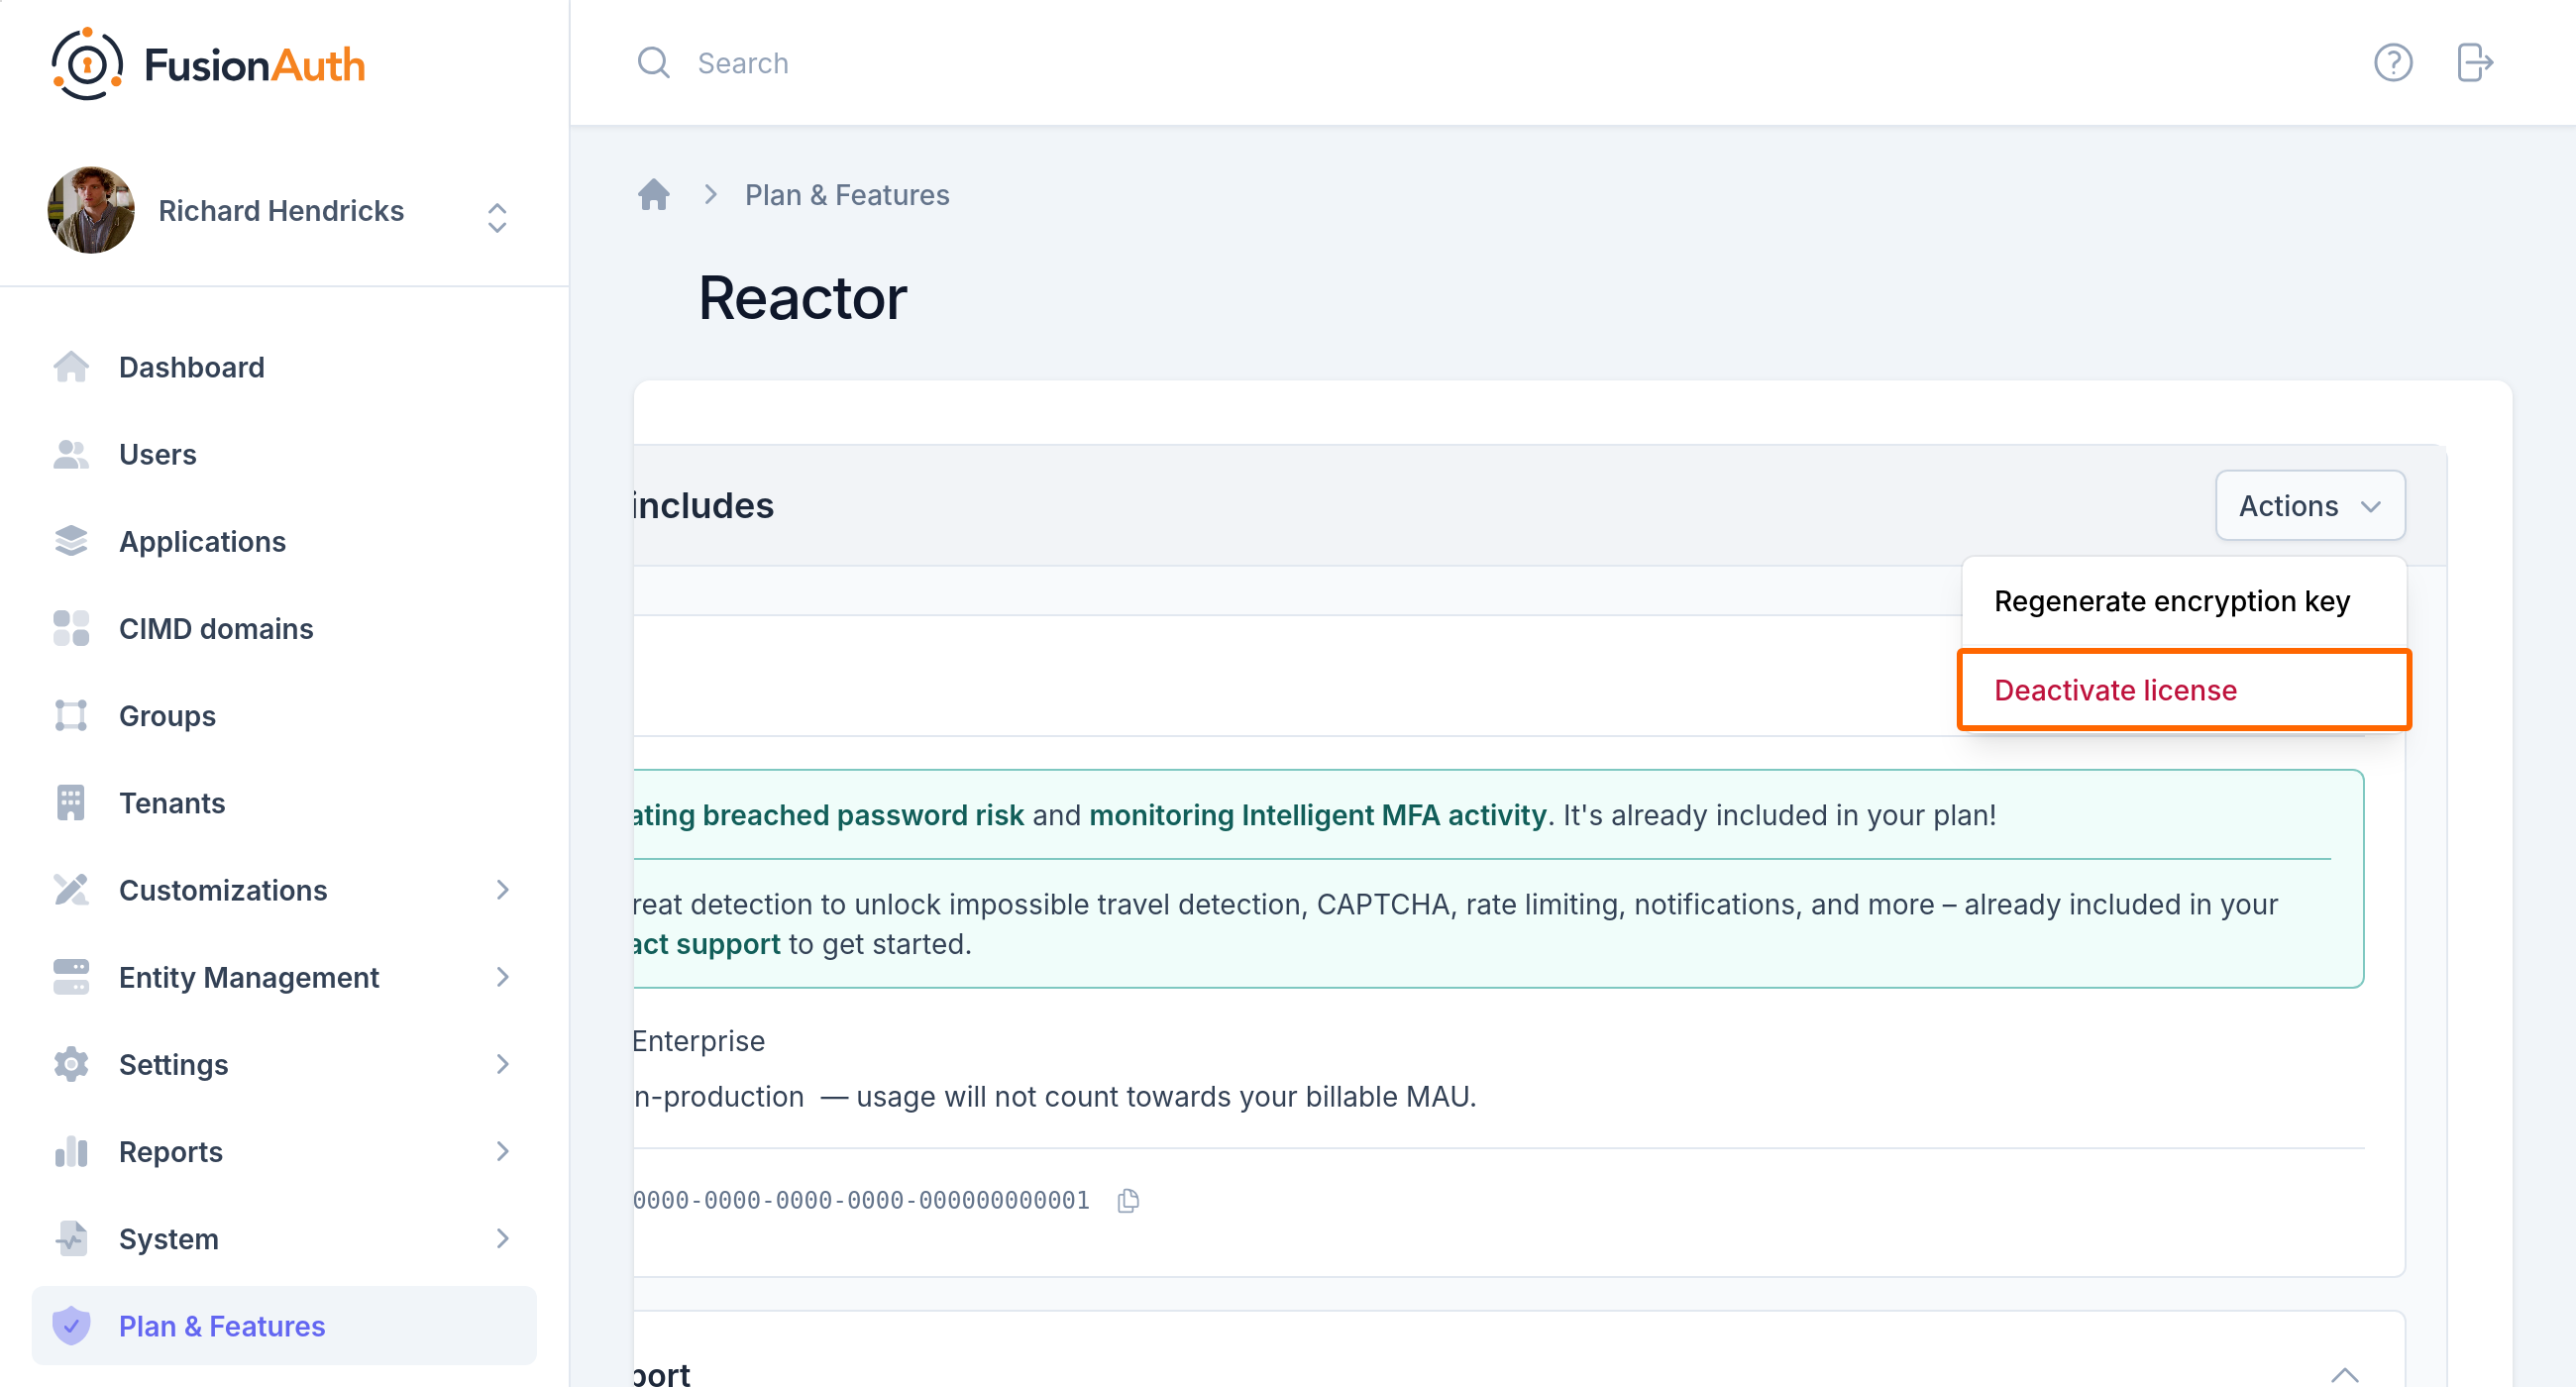 FusionAuth
Search
Richard Hendricks
Plan & Features
Reactor
Dashboard
Users
Applications
CIMD domains
Groups
Tenants
Customizations
Entity Management
Settings
Reports
System
Plan & Features
includes
Actions
Regenerate encryption key
Deactivate license
ating breached password risk and monitoring Intelligent MFA activity. It's already included in your plan!
reat detection to unlock impossible travel detection, CAPTCHA, rate limiting, notifications, and more – already included in your
act support to get started.
Enterprise
n-production — usage will not count towards your billable MAU.
0000-0000-0000-0000-000000000001
port